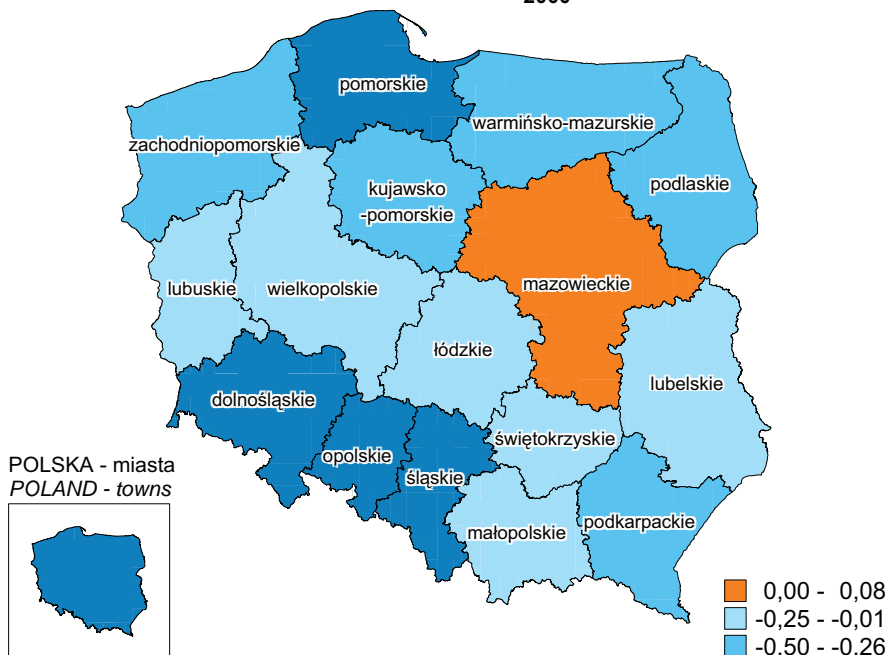 pomorskie
warmińsko-mazurskie
zachodniopomorskie
podlaskie
kujawsko
-pomorskie
mazowieckie
lubuskie
wielkopolskie
łódzkie
lubelskie
dolnośląskie
świętokrzyskie
opolskie
śląskie
POLSKA - miasta
POLAND - towns
małopolskie
podkarpackie
0,00 - 0,08
-0,25 - -0,01
-0,50 - -0,26